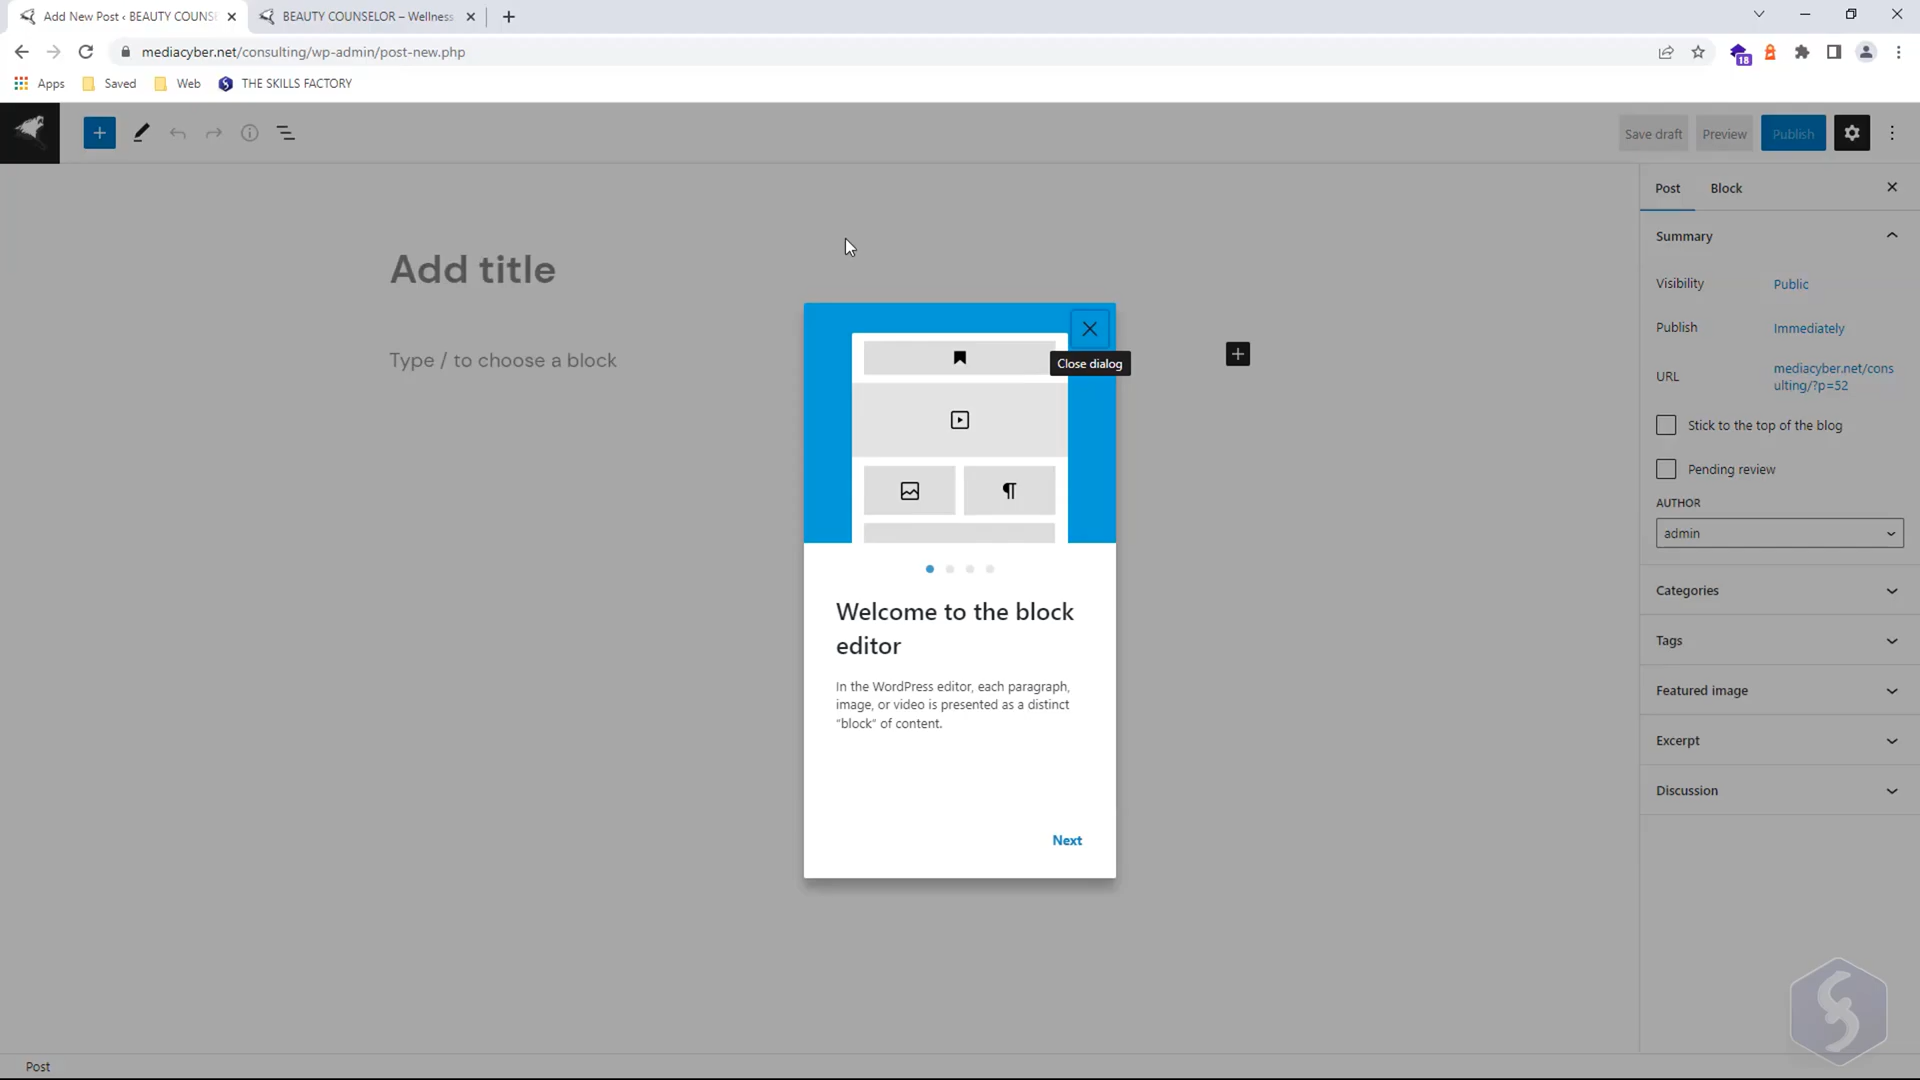 Add New Post ‹ BEAUTY COUNSE
BEAUTY COUNSELOR – Wellness
mediacyber.net/consulting/wp-admin/post-new.php
18
Apps
Saved
Web
THE SKILLS FACTORY
Save draft
Preview
Publish
Post
Block
Add title
Summary
Visibility
Public
Type / to choose a block
Publish
Immediately
Close dialog
URL
mediacyber.net/cons
ulting/?p=52
Stick to the top of the blog
Pending review
AUTHOR
admin
Categories
Welcome to the block
editor
Tags
In the WordPress editor, each paragraph,
image, or video is presented as a distinct
“block” of content.
Featured image
Excerpt
Discussion
Next
Post